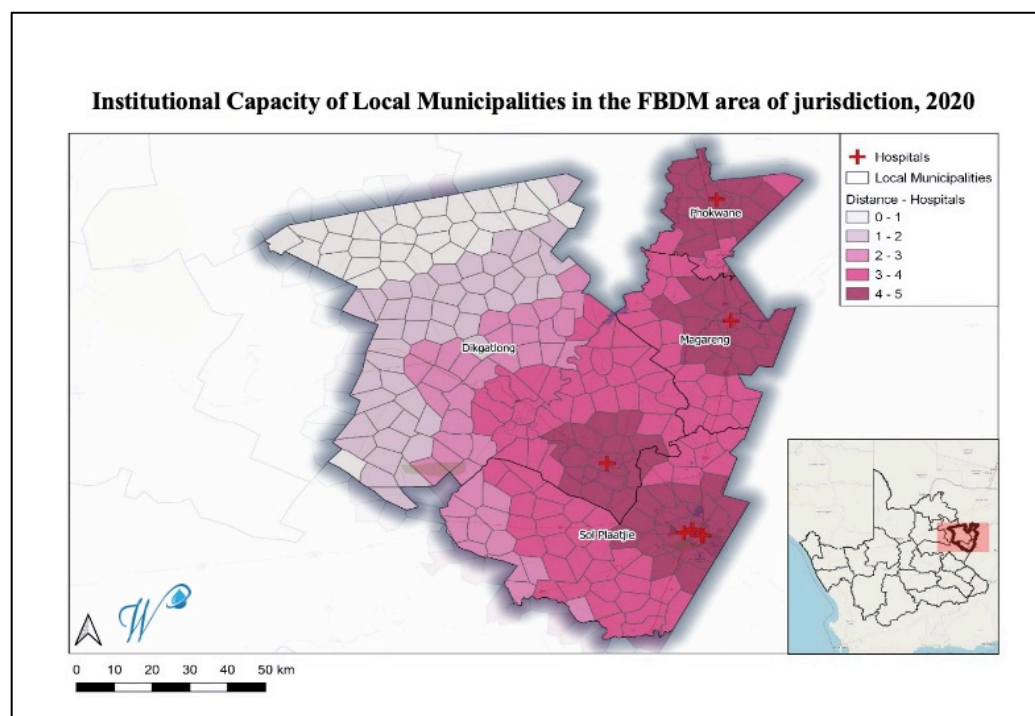 Institutional Capacity of Local Municipalities in the FBDM area of jurisdiction, 2020
Hospitals
Local Municipalities
Distance - Hospitals
0 - 1
1 - 2
2 - 3
3 - 4
4 - 5
Phokwane
Magareng
Dikgatlong
Sol Plaatjie
W
0 10 20 30 40 50 km